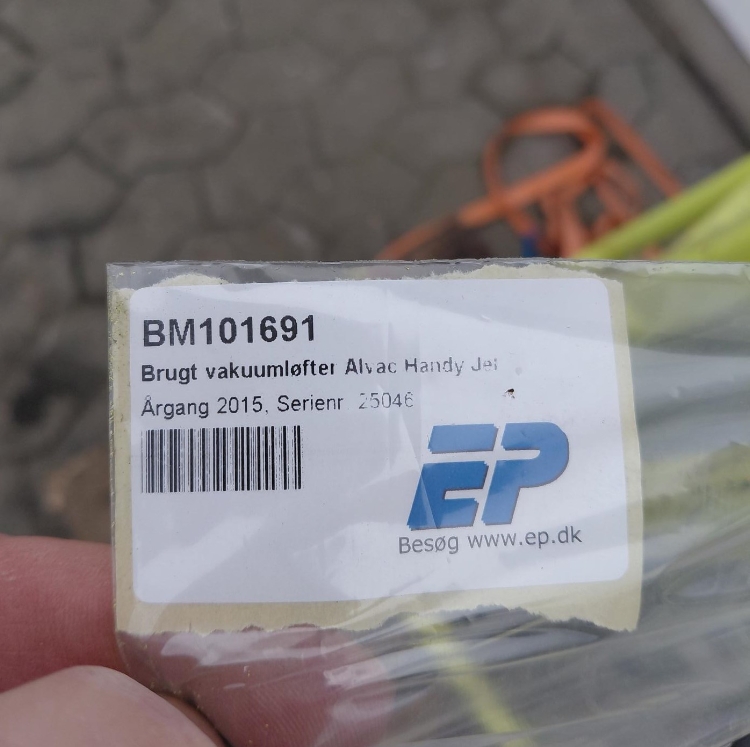 BM101691
Brugt vakuumløfter Alvac Handy Jet
Årgang 2015, Serienr. 25046
EP
Besøg www.ep.dk